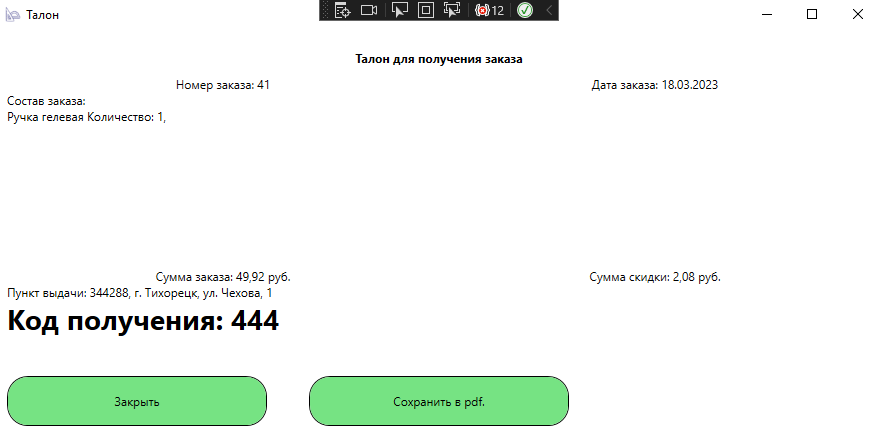 Талон
12
Талон для получения заказа
Номер заказа: 41
Дата заказа: 18.03.2023
Состав заказа:
Ручка гелевая Количество: 1,
Сумма заказа: 49,92 руб.
Сумма скидки: 2,08 руб.
Пункт выдачи: 344288, г. Тихорецк, ул. Чехова, 1
Код получения: 444
Закрыть
Сохранить в pdf.